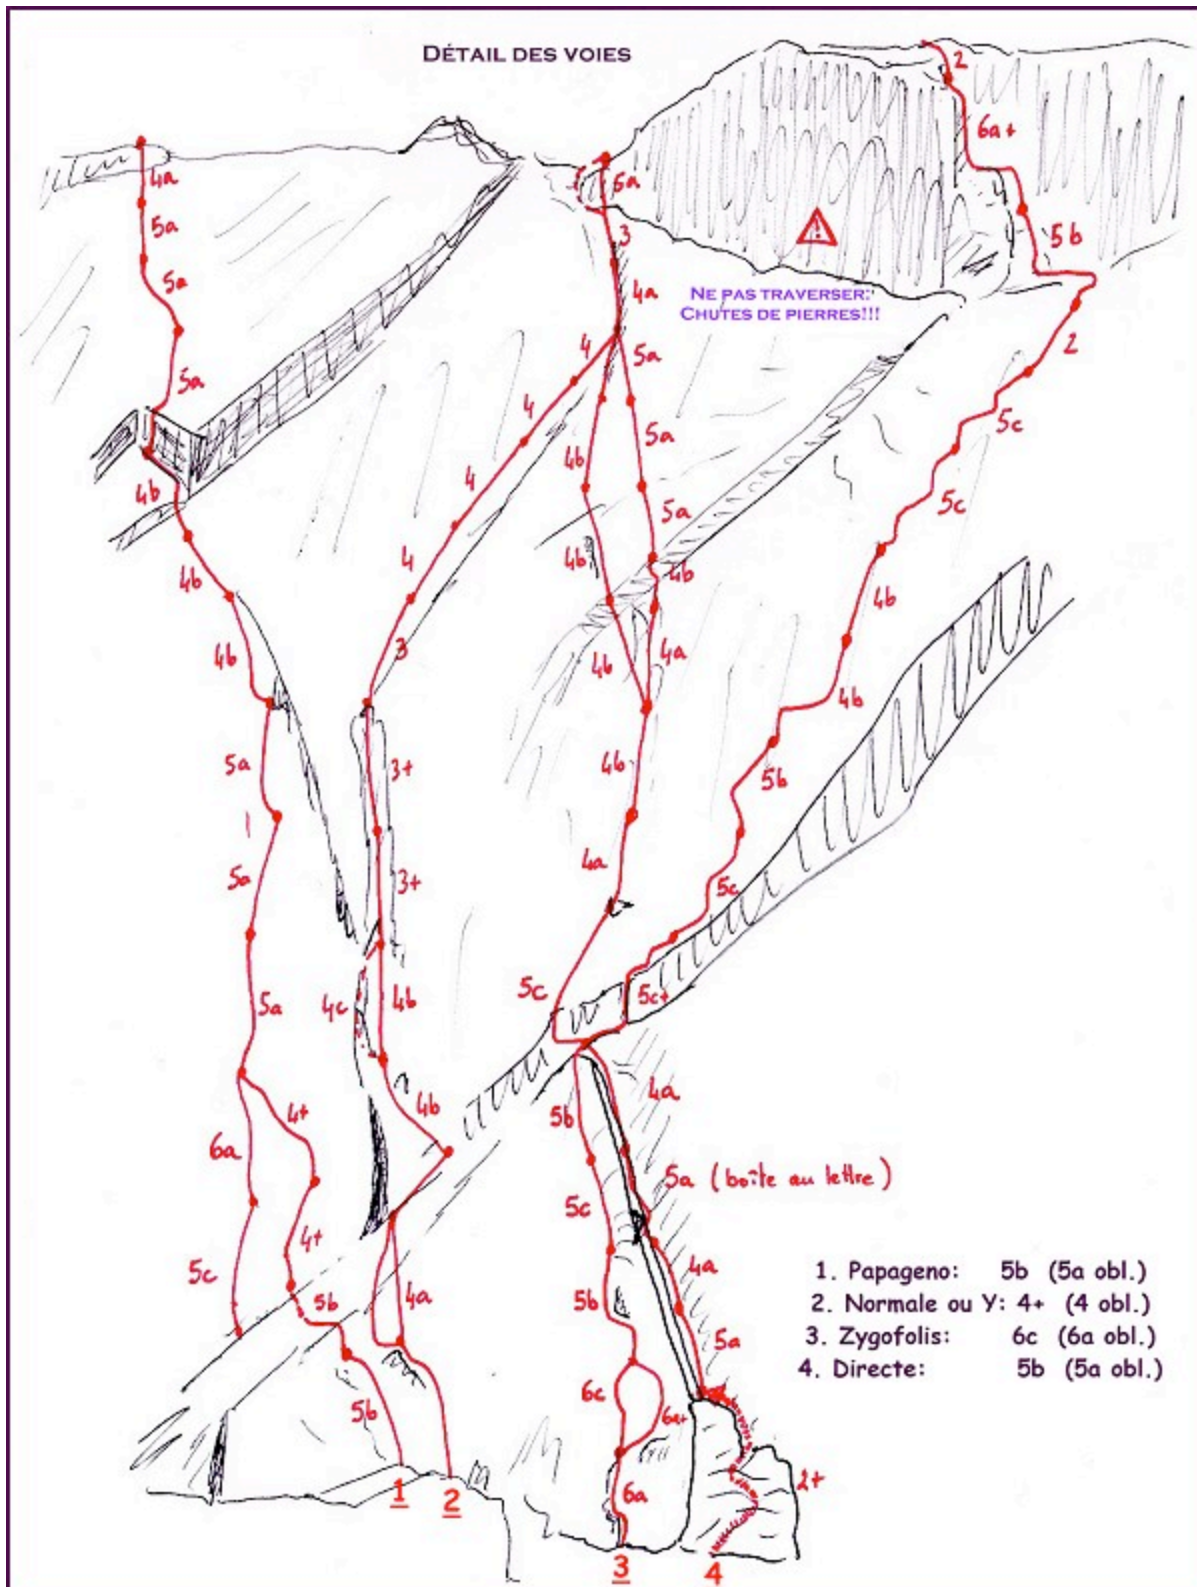 DÉTAIL DES VOIES
2
6a+
5b
2
5c
5c
4b
4b
5b
5c
5c+
NE PAS TRAVERSER:
CHUTES DE PIERRES!!!
4a
5a
5a
5a
4b
4b
4b
5a
5a
5a
6a
4+
5c
4+
5b
5b
5a
3
4a
4
4
4
4
3
3+
3+
4c
4b
4b
4a
5a
5a
5a
4b
4b
4b
4b
4a
4b
4a
5c
5b
5c
5b
6c
6a+
6a
4a
5a (boîte au lettre)
4a
5a
2+
1. Papageno: 5b (5a obl.)
2. Normale ou Y: 4+ (4 obl.)
3. Zygofolis: 6c (6a obl.)
4. Directe: 5b (5a obl.)
1
2
3
4